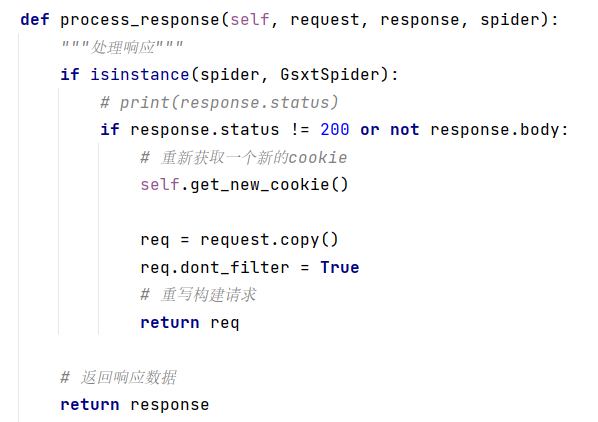 def process_response(self, request, response, spider):
    """处理响应"""
    if isinstance(spider, GsxtSpider):
        # print(response.status)
        if response.status != 200 or not response.body:
            # 重新获取一个新的cookie
            self.get_new_cookie()

            req = request.copy()
            req.dont_filter = True
            # 重写构建请求
            return req

    # 返回响应数据
    return response